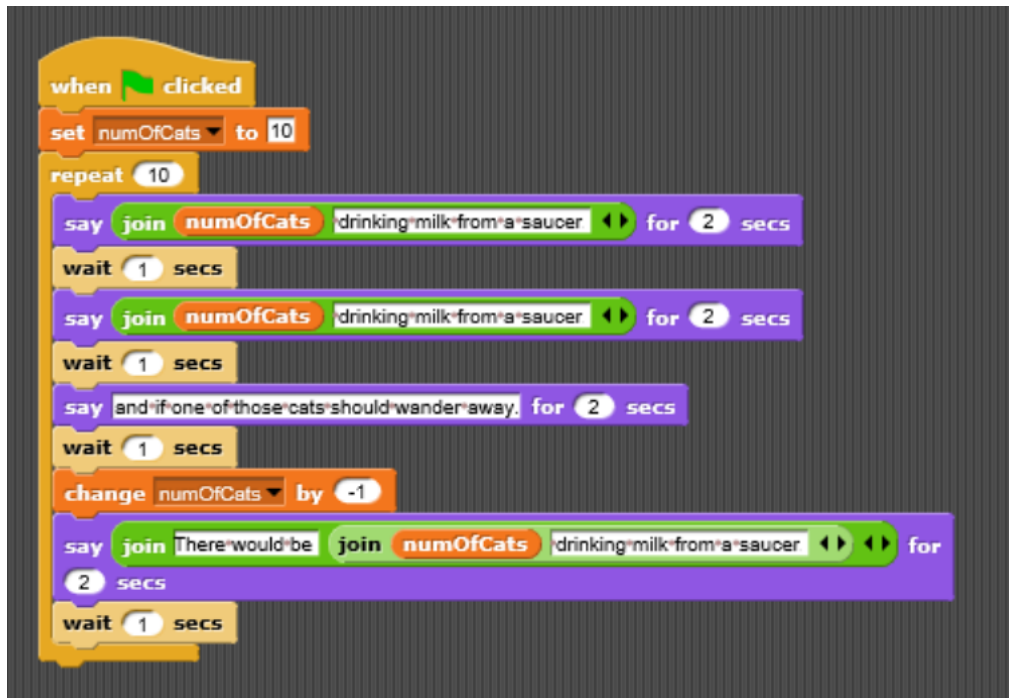 when clicked
set numOfCats to 10
repeat 10
say join numOfCats drinking milk from a saucer for 2 secs
wait 1 secs
say join numOfCats drinking milk from a saucer for 2 secs
wait 1 secs
say and if one of those cats should wander away. for 2 secs
wait 1 secs
change numOfCats by -1
say join There would be join numOfCats drinking milk from a saucer for
2 secs
wait 1 secs